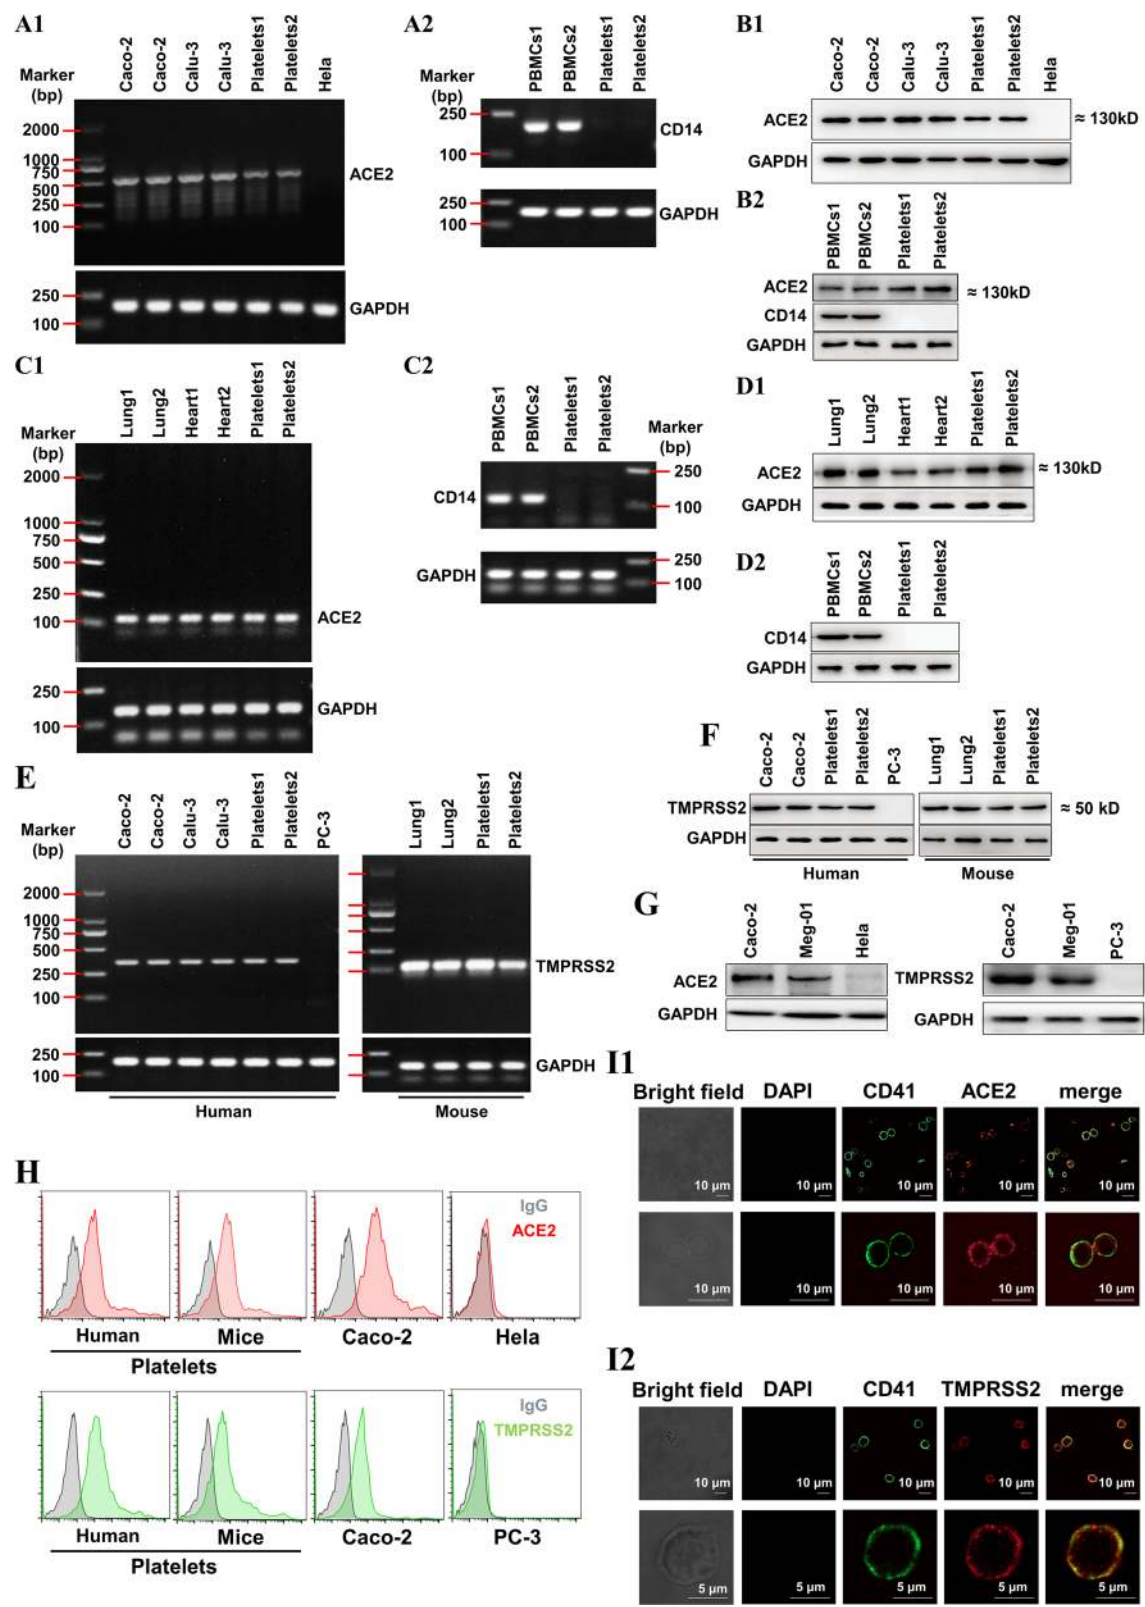 A1
Caco-2
Caco-2
Calu-3
Calu-3
Platelets1
Platelets2
Hela
Marker
(bp)
2000
1000
750
500
250
100
ACE2
250
100
GAPDH
A2
PBMCs1
PBMCs2
Platelets1
Platelets2
Marker
(bp)
250
100
CD14
250
100
GAPDH
B1
Caco-2
Caco-2
Calu-3
Calu-3
Platelets1
Platelets2
Hela
ACE2
≈ 130kD
GAPDH
B2
PBMCs1
PBMCs2
Platelets1
Platelets2
ACE2
≈ 130kD
CD14
GAPDH
C1
Lung1
Lung2
Heart1
Heart2
Platelets1
Platelets2
Marker
(bp)
2000
1000
750
500
250
100
ACE2
250
100
GAPDH
C2
PBMCs1
PBMCs2
Platelets1
Platelets2
Marker
(bp)
CD14
250
100
GAPDH
250
100
D1
Lung1
Lung2
Heart1
Heart2
Platelets1
Platelets2
ACE2
≈ 130kD
GAPDH
D2
PBMCs1
PBMCs2
Platelets1
Platelets2
CD14
GAPDH
E
Caco-2
Caco-2
Calu-3
Calu-3
Platelets1
Platelets2
PC-3
Lung1
Lung2
Platelets1
Platelets2
Marker
(bp)
2000
1000
750
500
250
100
TMPRSS2
250
100
GAPDH
Human
Mouse
F
Caco-2
Caco-2
Platelets1
Platelets2
PC-3
Lung1
Lung2
Platelets1
Platelets2
TMPRSS2
≈ 50 kD
GAPDH
Human
Mouse
G
Caco-2
Meg-01
Hela
ACE2
GAPDH
Caco-2
Meg-01
PC-3
TMPRSS2
GAPDH
H
IgG
ACE2
Human
Mice
Caco-2
Hela
Platelets
IgG
TMPRSS2
Human
Mice
Caco-2
PC-3
Platelets
I1
Bright field
DAPI
CD41
ACE2
merge
10 µm
10 µm
10 µm
10 µm
10 µm
10 µm
10 µm
10 µm
10 µm
10 µm
I2
Bright field
DAPI
CD41
TMPRSS2
merge
10 µm
10 µm
10 µm
10 µm
10 µm
5 µm
5 µm
5 µm
5 µm
5 µm